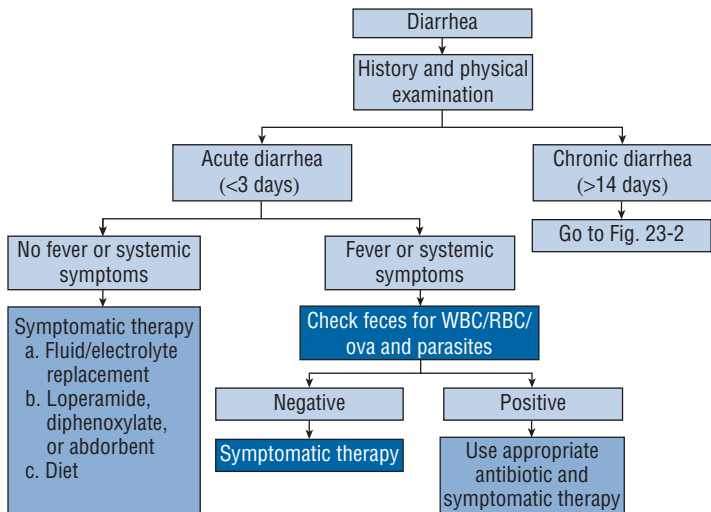 Diarrhea
History and physical
examination
Acute diarrhea
(<3 days)
Chronic diarrhea
(>14 days)
Go to Fig. 23-2
No fever or systemic
symptoms
Fever or systemic
symptoms
Symptomatic therapy
a. Fluid/electrolyte
replacement
b. Loperamide,
diphenoxylate,
or abdorbent
c. Diet
Check feces for WBC/RBC/
ova and parasites
Negative
Positive
Symptomatic therapy
Use appropriate
antibiotic and
symptomatic therapy